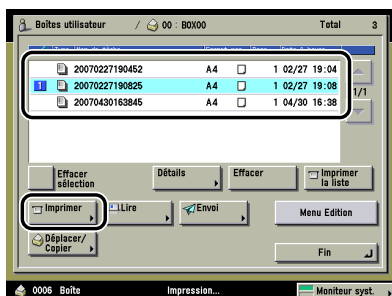 Boîtes utilisateur / 00 : BOX00 Total 3
20070227190452 A4 1 02/27 19:04
1 20070227190825 A4 1 02/27 19:08
20070430163845 A4 1 04/30 16:38
1/1
Effacer sélection
Détails
Effacer
Imprimer la liste
Imprimer
Lire
Envoi
Menu Edition
Déplacer/ Copier
Fin
0006 Boîte Impression... Moniteur syst.